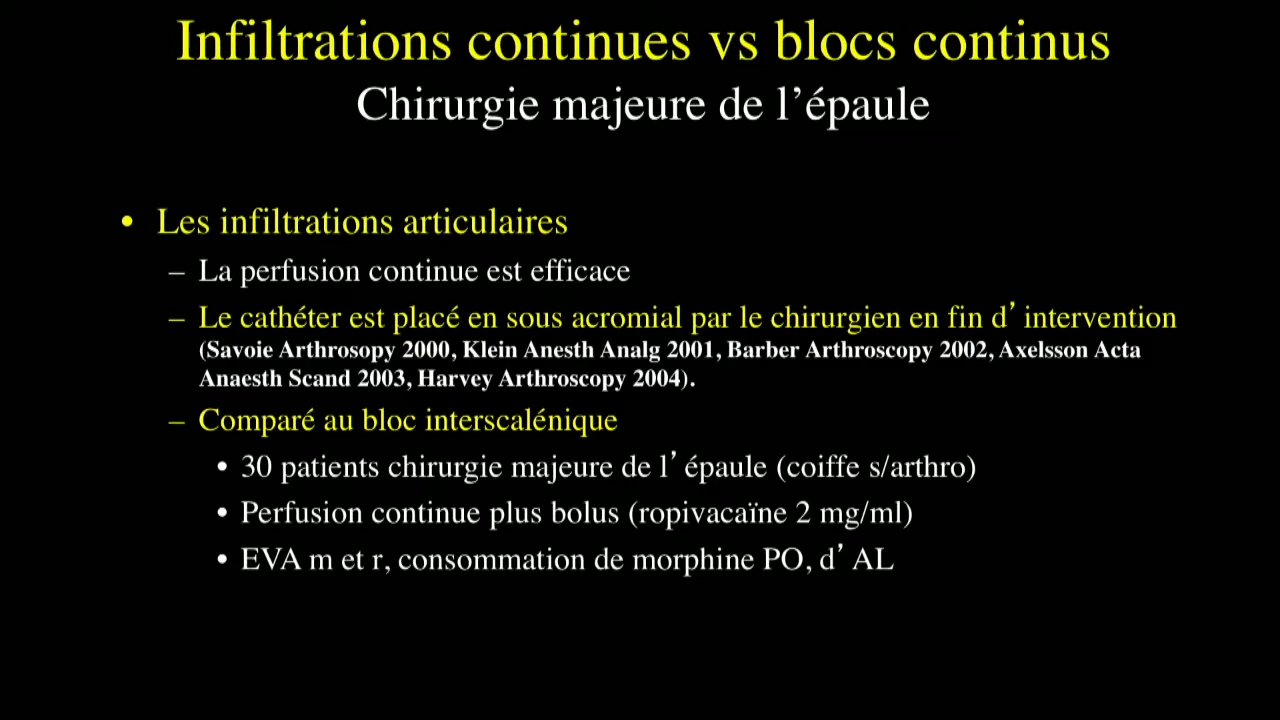 Infiltrations continues vs blocs continus
Chirurgie majeure de l’épaule
• Les infiltrations articulaires
– La perfusion continue est efficace
– Le cathéter est placé en sous acromial par le chirurgien en fin d’ intervention
(Savoie Arthrosopy 2000, Klein Anesth Analg 2001, Barber Arthroscopy 2002, Axelsson Acta
Anaesth Scand 2003, Harvey Arthroscopy 2004).
– Comparé au bloc interscalénique
• 30 patients chirurgie majeure de l’ épaule (coiffe s/arthro)
• Perfusion continue plus bolus (ropivacaïne 2 mg/ml)
• EVA m et r, consommation de morphine PO, d’ AL